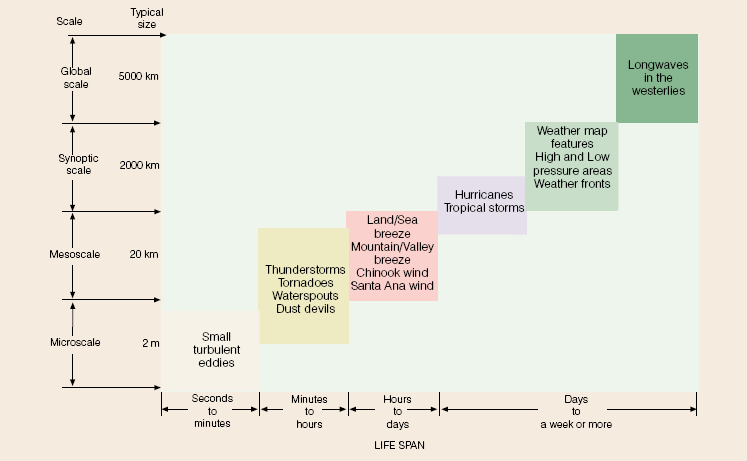 Scale
Typical
size
Global
scale
5000 km
Longwaves
in the
westerlies
Synoptic
scale
2000 km
Weather map
features
High and Low
pressure areas
Weather fronts
Hurricanes
Tropical storms
Mesoscale
20 km
Land/Sea
breeze
Mountain/Valley
breeze
Chinook wind
Santa Ana wind
Thunderstorms
Tornadoes
Waterspouts
Dust devils
Microscale
2 m
Small
turbulent
eddies
Seconds
to
minutes
Minutes
to
hours
Hours
to
days
Days
to
a week or more
LIFE SPAN